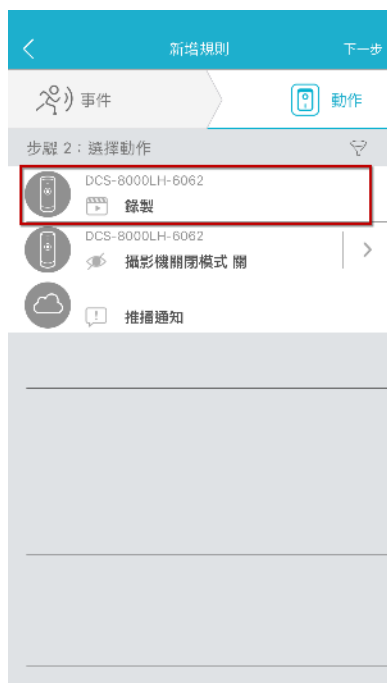 新增規則
下一步
事件
動作
步驟 2：選擇動作
DCS-8000LH-6062
錄製
DCS-8000LH-6062
攝影機關閉模式 關
推播通知